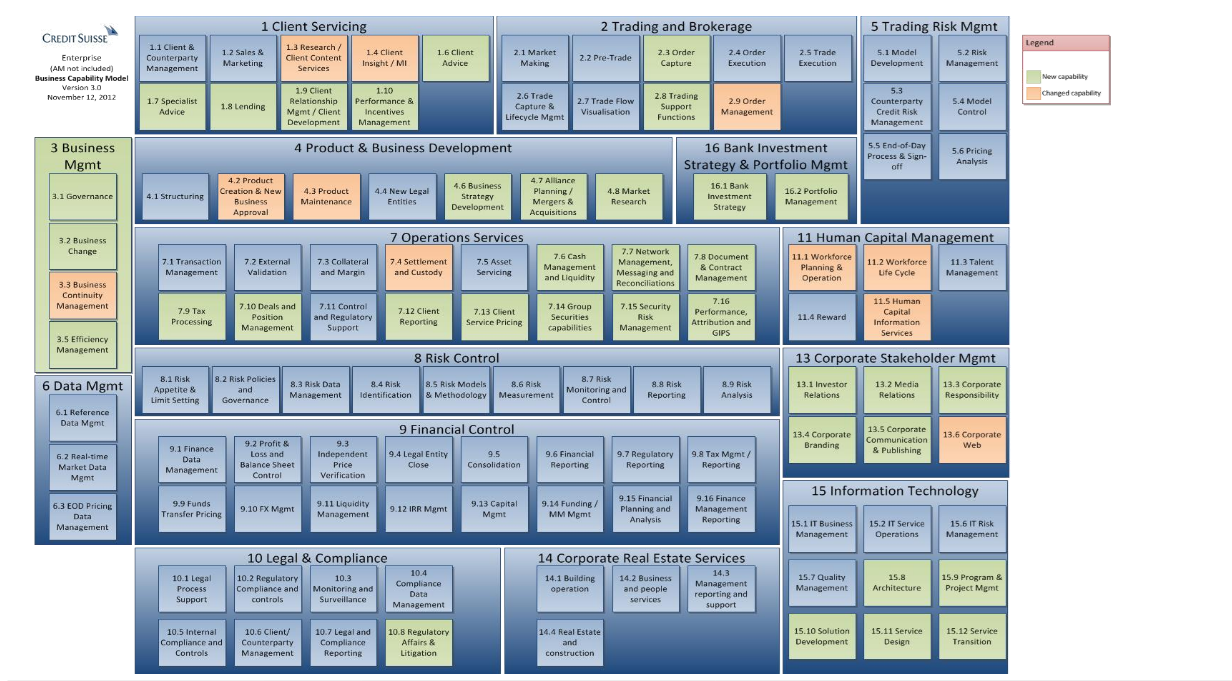 CREDIT SUISSE
Enterprise
(AM not included)
Business Capability Model
Version 3.0
November 12, 2012
1 Client Servicing
1.1 Client &
Counterparty
Management
1.2 Sales &
Marketing
1.3 Research /
Client Content
Services
1.4 Client
Insight / MI
1.6 Client
Advice
1.7 Specialist
Advice
1.8 Lending
1.9 Client
Relationship
Mgmt / Client
Development
1.10
Performance &
Incentives
Management
2 Trading and Brokerage
2.1 Market
Making
2.2 Pre-Trade
2.3 Order
Capture
2.4 Order
Execution
2.5 Trade
Execution
2.6 Trade
Capture &
Lifecycle Mgmt
2.7 Trade Flow
Visualisation
2.8 Trading
Support
Functions
2.9 Order
Management
5 Trading Risk Mgmt
5.1 Model
Development
5.2 Risk
Management
5.3
Counterparty
Credit Risk
Management
5.4 Model
Control
5.5 End-of-Day
Process & Sign-
off
5.6 Pricing
Analysis
Legend
New capability
Changed capability
3 Business
Mgmt
3.1 Governance
3.2 Business
Change
3.3 Business
Continuity
Management
3.5 Efficiency
Management
4 Product & Business Development
4.1 Structuring
4.2 Product
Creation & New
Business
Approval
4.3 Product
Maintenance
4.4 New Legal
Entities
4.6 Business
Strategy
Development
4.7 Alliance
Planning /
Mergers &
Acquisitions
4.8 Market
Research
16 Bank Investment
Strategy & Portfolio Mgmt
16.1 Bank
Investment
Strategy
16.2 Portfolio
Management
7 Operations Services
7.1 Transaction
Management
7.2 External
Validation
7.3 Collateral
and Margin
7.4 Settlement
and Custody
7.5 Asset
Servicing
7.6 Cash
Management
and Liquidity
7.7 Network
Management,
Messaging and
Reconciliations
7.8 Document
& Contract
Management
7.9 Tax
Processing
7.10 Deals and
Position
Management
7.11 Control
and Regulatory
Support
7.12 Client
Reporting
7.13 Client
Service Pricing
7.14 Group
Securities
capabilities
7.15 Security
Risk
Management
7.16
Performance,
Attribution and
GIPS
11 Human Capital Management
11.1 Workforce
Planning &
Operation
11.2 Workforce
Life Cycle
11.3 Talent
Management
11.4 Reward
11.5 Human
Capital
Information
Services
6 Data Mgmt
6.1 Reference
Data Mgmt
6.2 Real-time
Market Data
Mgmt
6.3 EOD Pricing
Data
Management
8 Risk Control
8.1 Risk
Appetite &
Limit Setting
8.2 Risk Policies
and
Governance
8.3 Risk Data
Management
8.4 Risk
Identification
8.5 Risk Models
& Methodology
8.6 Risk
Measurement
8.7 Risk
Monitoring and
Control
8.8 Risk
Reporting
8.9 Risk
Analysis
13 Corporate Stakeholder Mgmt
13.1 Investor
Relations
13.2 Media
Relations
13.3 Corporate
Responsibility
13.4 Corporate
Branding
13.5 Corporate
Communication
& Publishing
13.6 Corporate
Web
9 Financial Control
9.1 Finance
Data
Management
9.2 Profit &
Loss and
Balance Sheet
Control
9.3
Independent
Price
Verification
9.4 Legal Entity
Close
9.5
Consolidation
9.6 Financial
Reporting
9.7 Regulatory
Reporting
9.8 Tax Mgmt /
Reporting
9.9 Funds
Transfer Pricing
9.10 FX Mgmt
9.11 Liquidity
Management
9.12 IRR Mgmt
9.13 Capital
Mgmt
9.14 Funding /
MM Mgmt
9.15 Financial
Planning and
Analysis
9.16 Finance
Management
Reporting
15 Information Technology
15.1 IT Business
Management
15.2 IT Service
Operations
15.6 IT Risk
Management
15.7 Quality
Management
15.8
Architecture
15.9 Program &
Project Mgmt
15.10 Solution
Development
15.11 Service
Design
15.12 Service
Transition
10 Legal & Compliance
10.1 Legal
Process
Support
10.2 Regulatory
Compliance and
controls
10.3
Monitoring and
Surveillance
10.4
Compliance
Data
Management
10.5 Internal
Compliance and
Controls
10.6 Client/
Counterparty
Management
10.7 Legal and
Compliance
Reporting
10.8 Regulatory
Affairs &
Litigation
14 Corporate Real Estate Services
14.1 Building
operation
14.2 Business
and people
services
14.3
Management
reporting and
support
14.4 Real Estate
and
construction